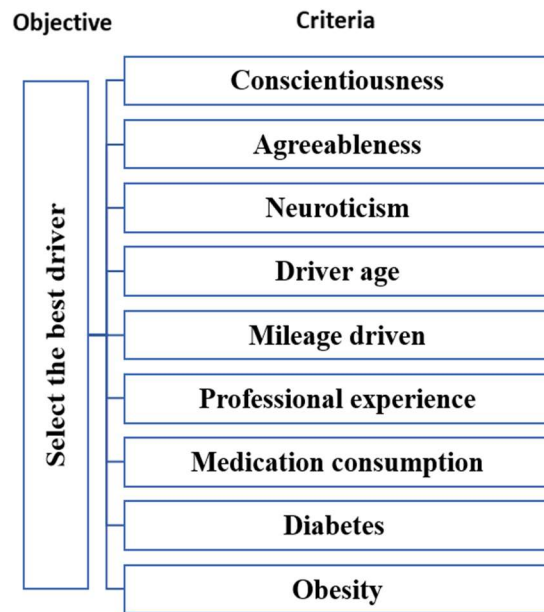 Objective
Criteria
Select the best driver
Conscientiousness
Agreeableness
Neuroticism
Driver age
Mileage driven
Professional experience
Medication consumption
Diabetes
Obesity